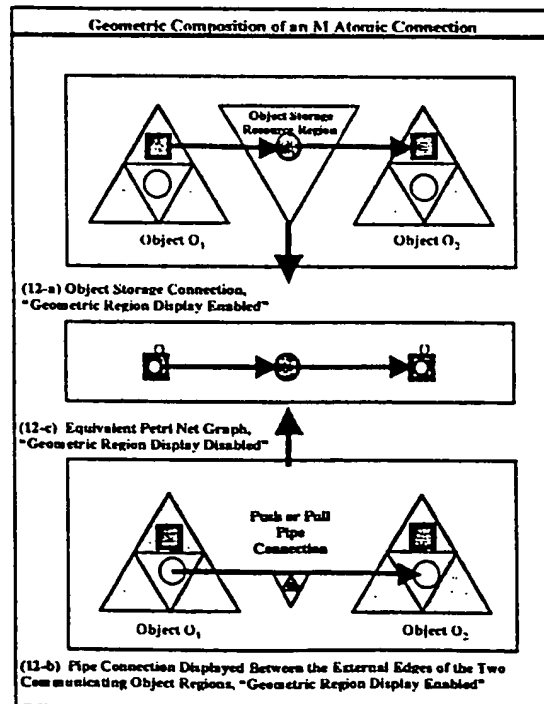 Geometric Composition of an M Atomic Connection
Object Storage
Resource Region
Object O1
Object O2
(12-a) Object Storage Connection,
"Geometric Region Display Enabled"
(12-c) Equivalent Petri Net Graph,
"Geometric Region Display Disabled"
Push or Pull
Pipe
Connection
Object O1
Object O2
(12-b) Pipe Connection Displayed Between the External Edges of the Two
Communicating Object Regions, "Geometric Region Display Enabled"